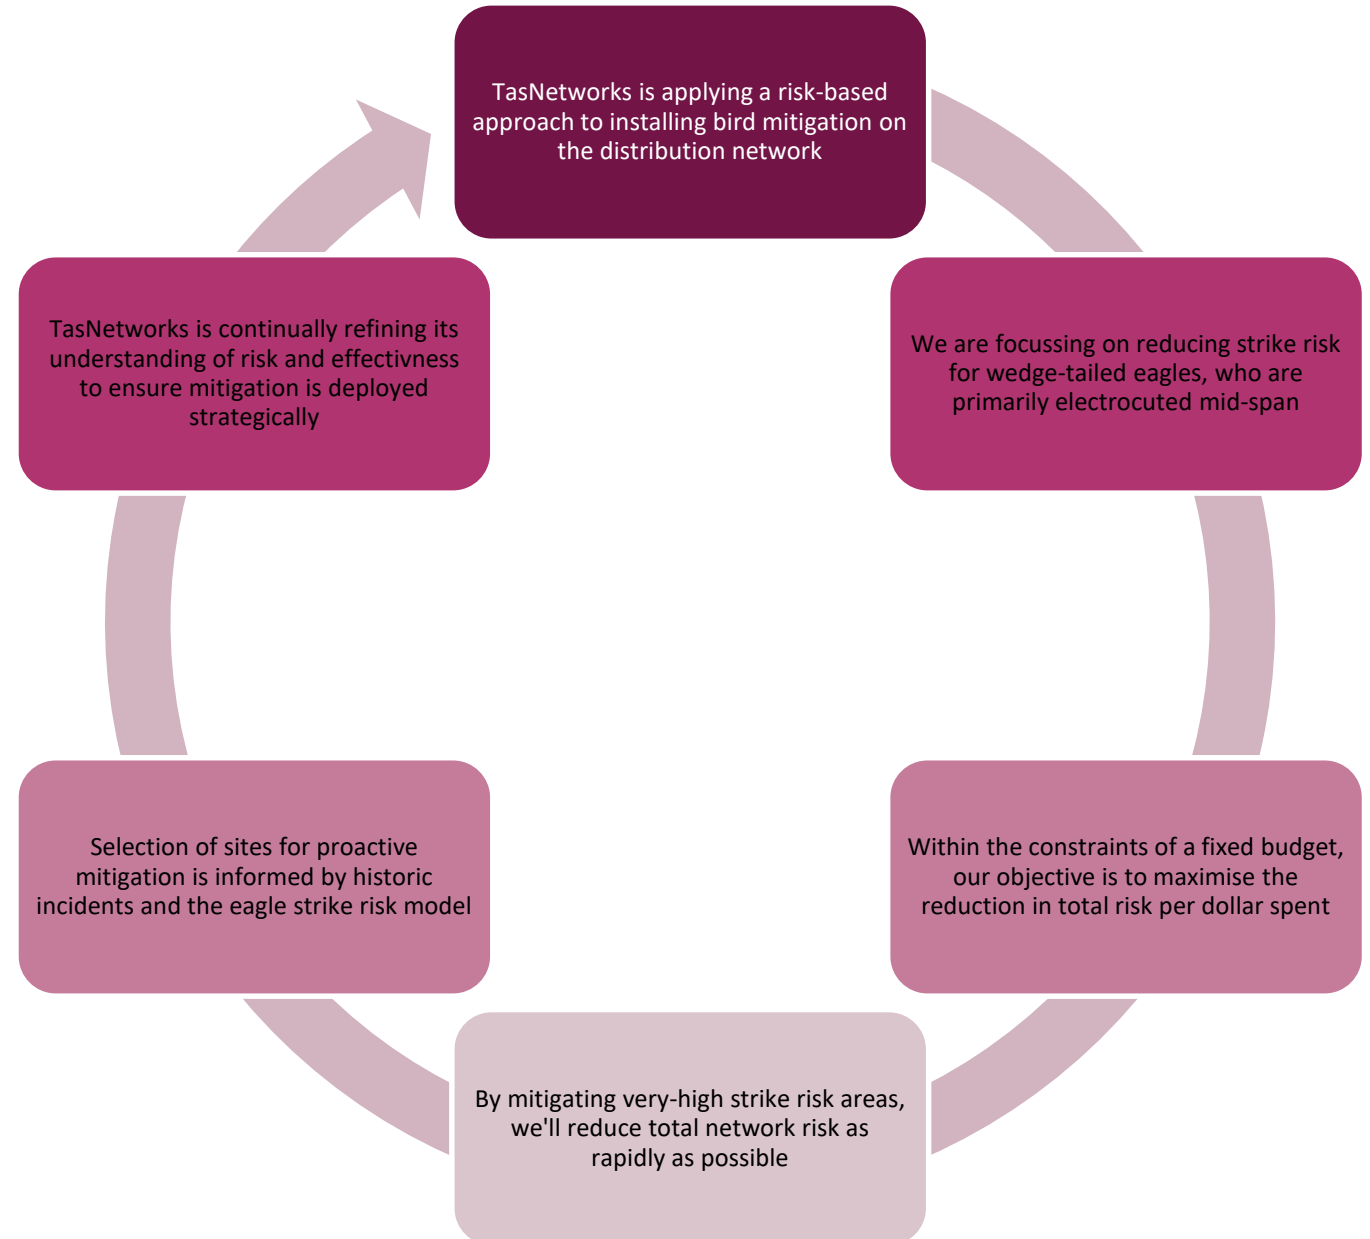 TasNetworks is applying a risk-based
approach to installing bird mitigation on
the distribution network
We are focussing on reducing strike risk
for wedge-tailed eagles, who are
primarily electrocuted mid-span
Within the constraints of a fixed budget,
our objective is to maximise the
reduction in total risk per dollar spent
By mitigating very-high strike risk areas,
we'll reduce total network risk as
rapidly as possible
Selection of sites for proactive
mitigation is informed by historic
incidents and the eagle strike risk model
TasNetworks is continually refining its
understanding of risk and effectivness
to ensure mitigation is deployed
strategically